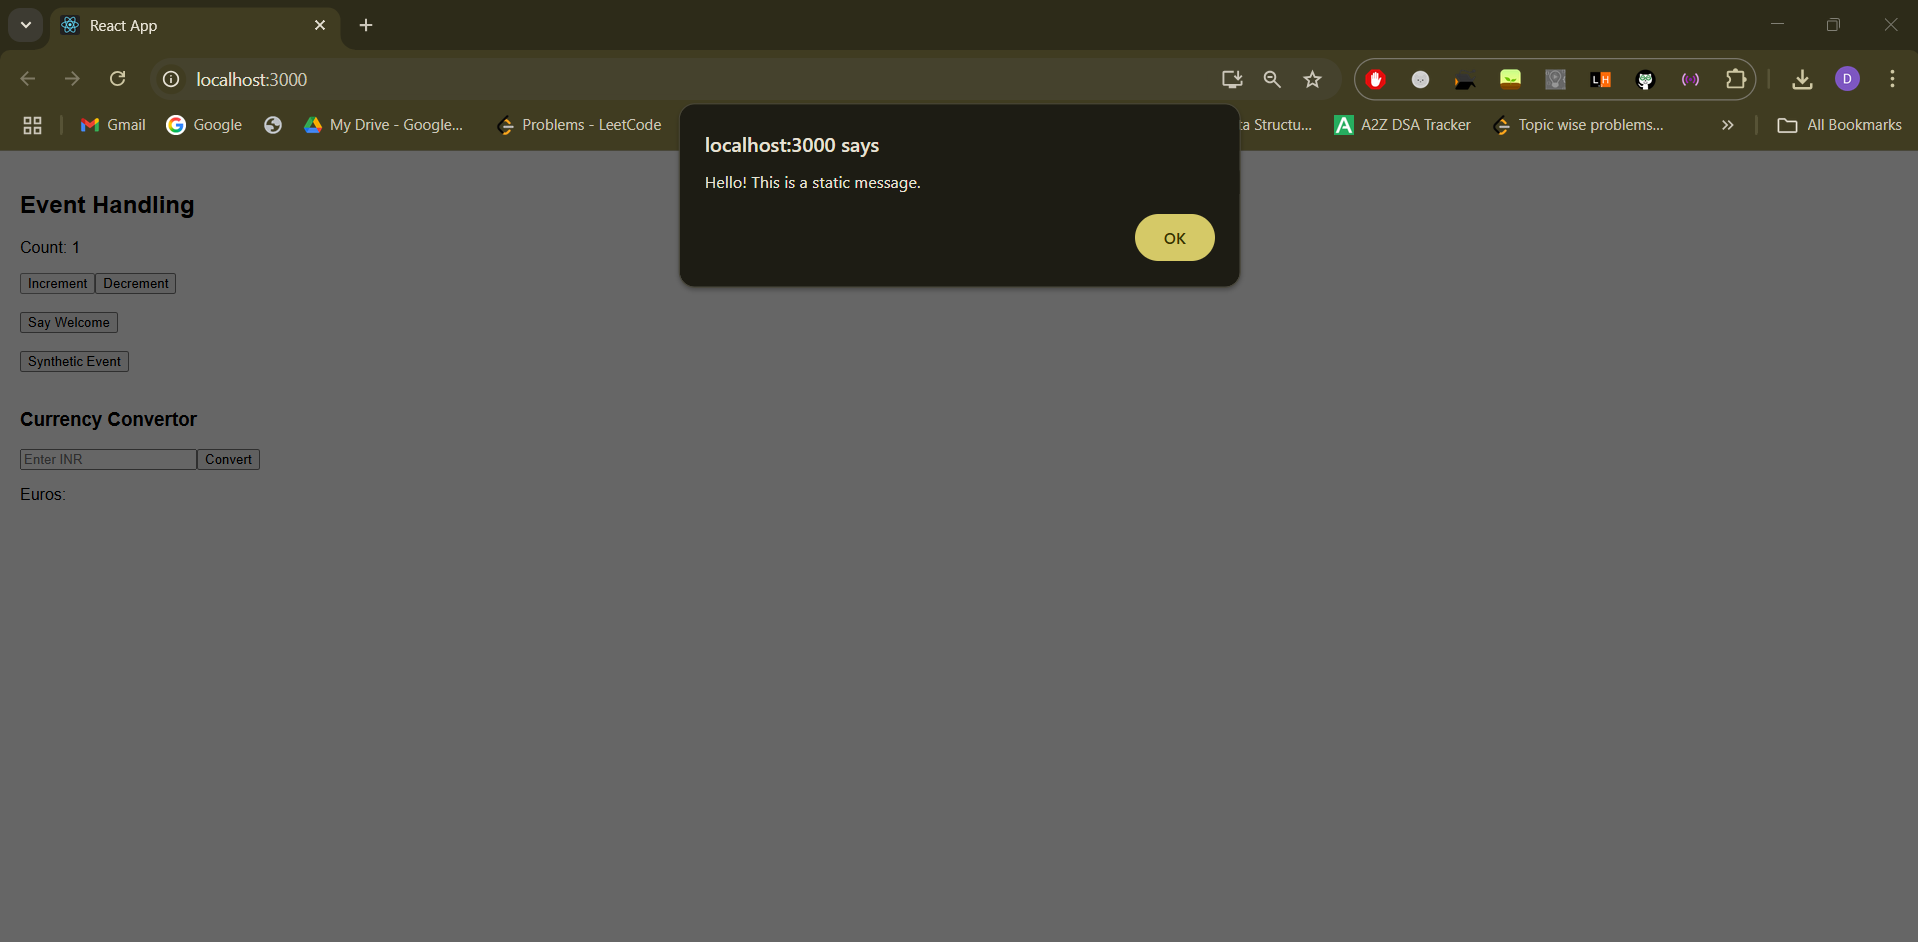 React App
localhost:3000
D
Gmail Google My Drive - Google... Problems - LeetCode ta Structu... A2Z DSA Tracker Topic wise problems... All Bookmarks
localhost:3000 says
Hello! This is a static message.
OK
Event Handling
Count: 1
Increment Decrement
Say Welcome
Synthetic Event
Currency Convertor
Enter INR Convert
Euros: